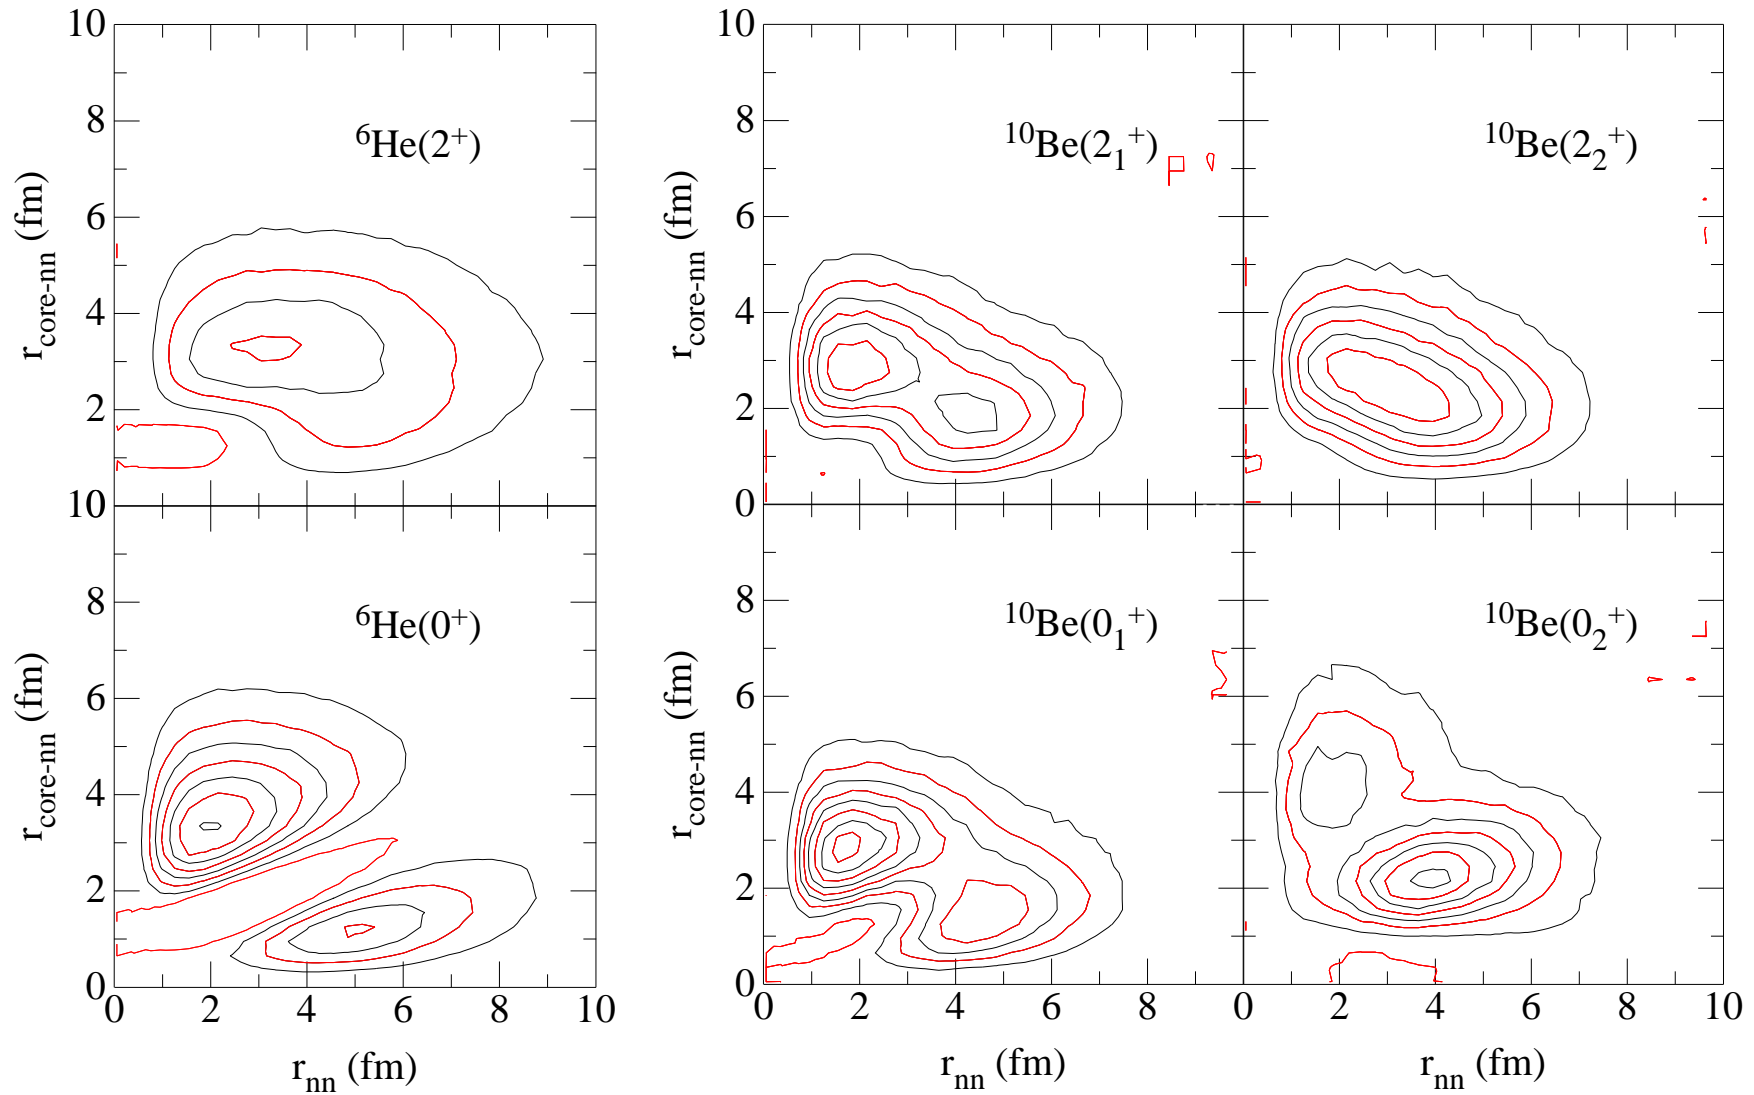 10
8
6
4
2
10
8
6
4
2
0
0 2 4 6 8 10
r_core-nn (fm)
r_core-nn (fm)
r_nn (fm)
⁶He(2⁺)
⁶He(0⁺)
10
8
6
4
2
0
8
6
4
2
0
0 2 4 6 8 0 2 4 6 8 10
r_core-nn (fm)
r_core-nn (fm)
r_nn (fm)
r_nn (fm)
¹⁰Be(2₁⁺)
¹⁰Be(2₂⁺)
¹⁰Be(0₁⁺)
¹⁰Be(0₂⁺)